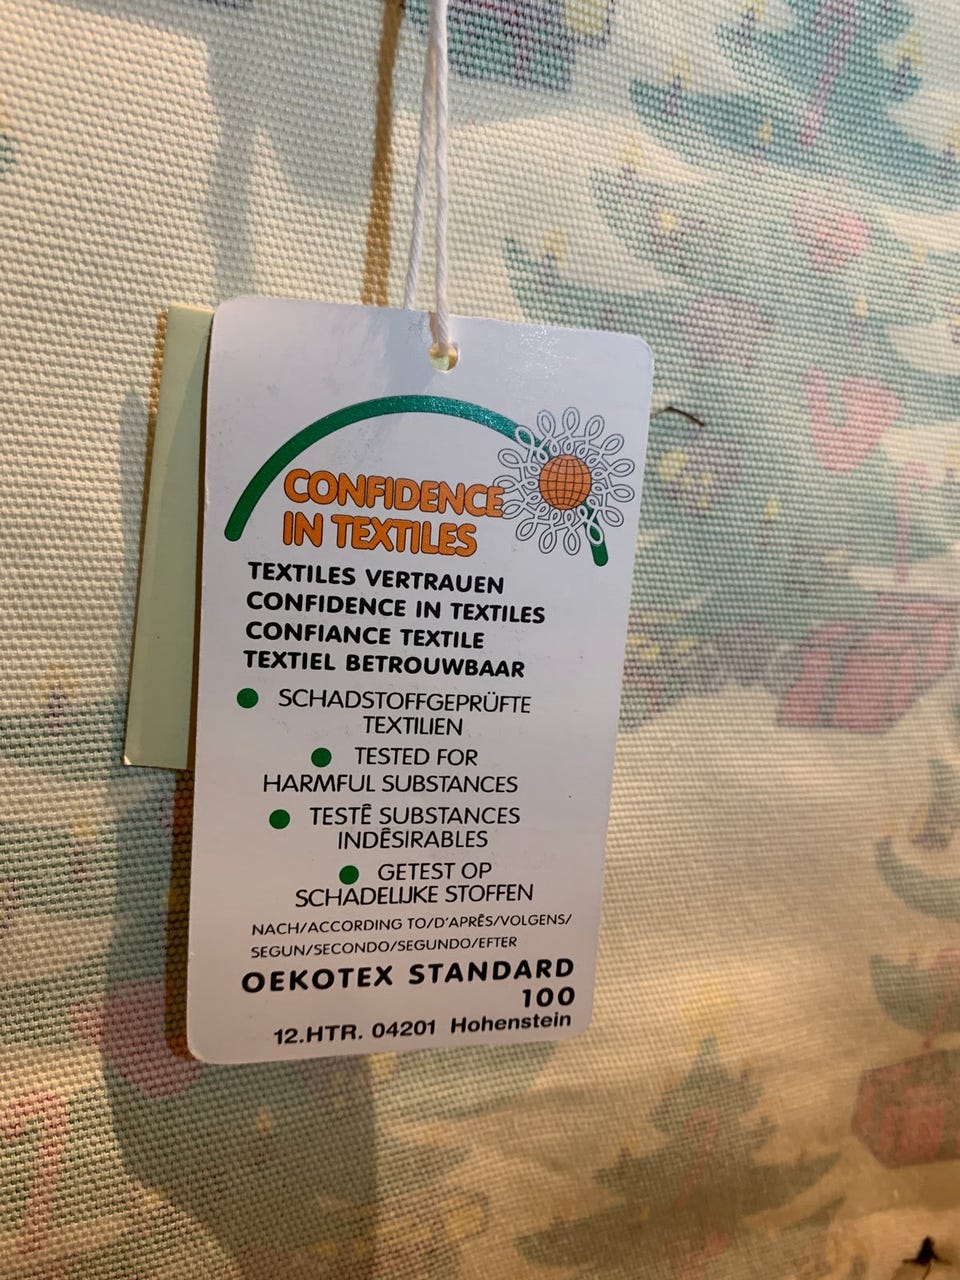 CONFIDENCE
IN TEXTILES
TEXTILES VERTRAUEN
CONFIDENCE IN TEXTILES
CONFIANCE TEXTILE
TEXTIEL BETROUWBAAR
SCHADSTOFFGEPRÜFTE
TEXTILIEN
TESTED FOR
HARMFUL SUBSTANCES
TESTÊ SUBSTANCES
INDÊSIRABLES
GETEST OP
SCHADELIJKE STOFFEN
NACH/ACCORDING TO/D'APRÊS/VOLGENS/
SEGUN/SECONDO/SEGUNDO/EFTER
OEKOTEX STANDARD
100
12.HTR. 04201 Hohenstein